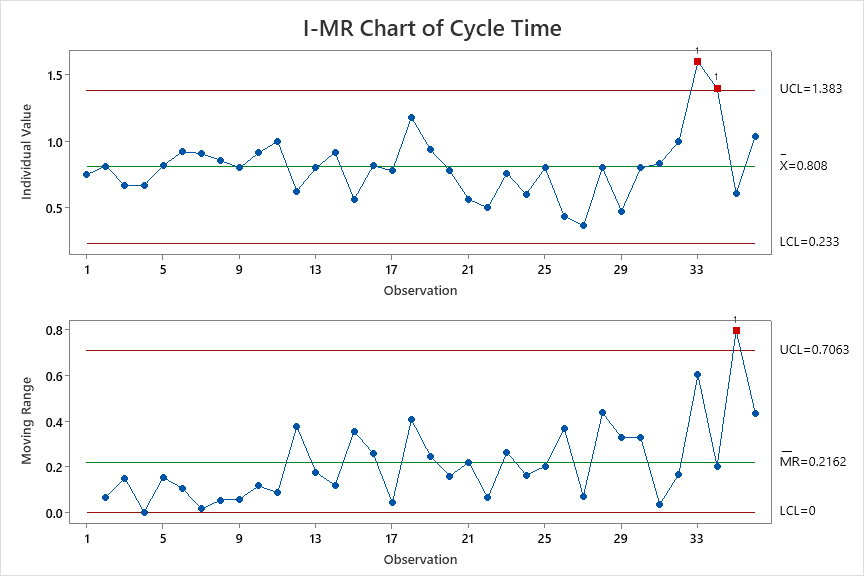 I-MR Chart of Cycle Time
1
1
1.5
1.0
0.5
Individual Value
UCL=1.383
X̄=0.808
LCL=0.233
1 5 9 13 17 21 25 29 33
Observation
1
0.8
0.6
0.4
0.2
0.0
Moving Range
UCL=0.7063
M̅R̅=0.2162
LCL=0
1 5 9 13 17 21 25 29 33
Observation